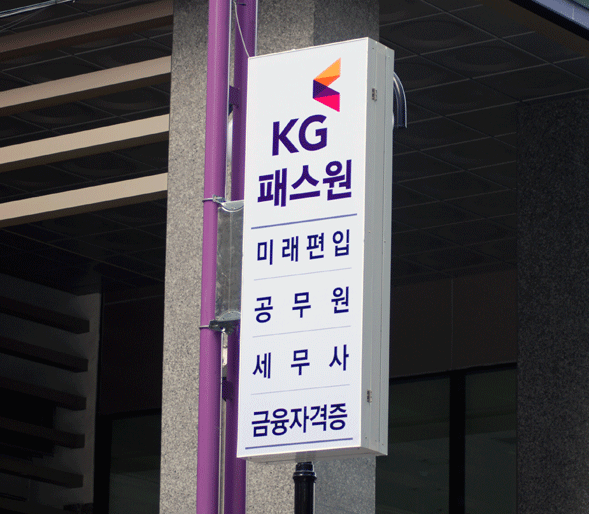 KG
패스원
미래편입
공무원
세무사
금융자격증